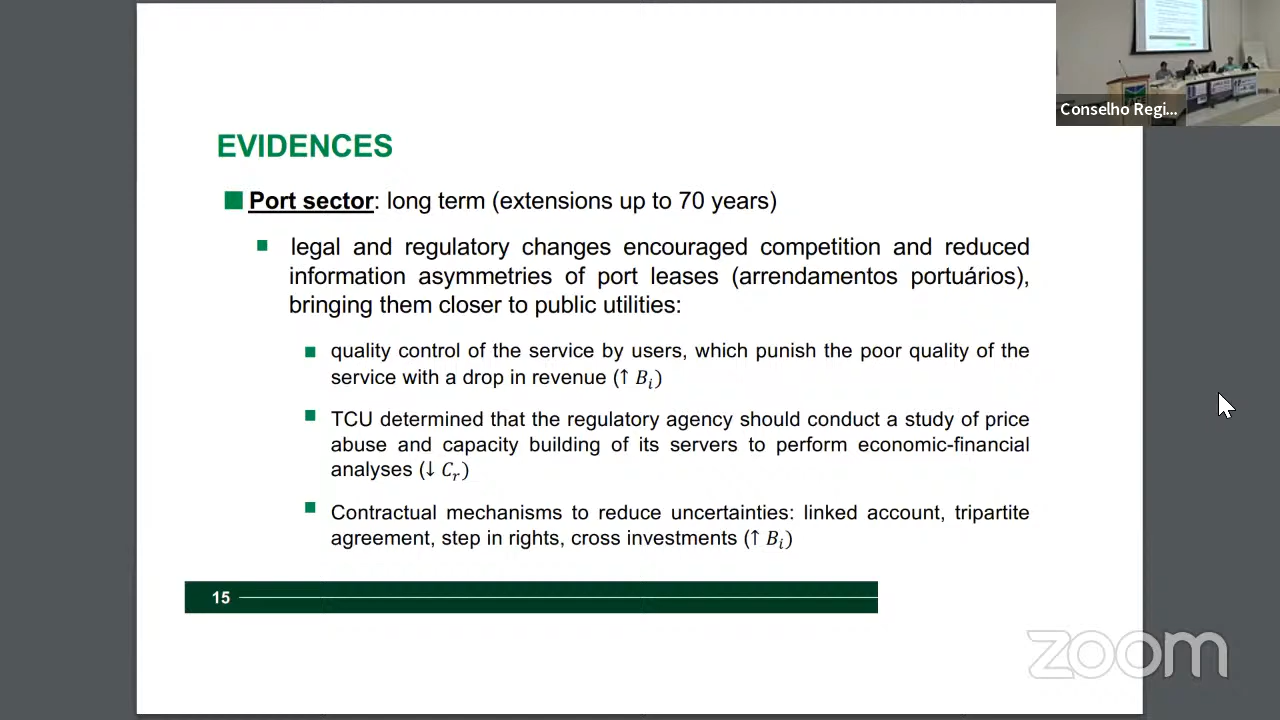 Conselho Regi...
EVIDENCES
Port sector: long term (extensions up to 70 years)
legal and regulatory changes encouraged competition and reduced
information asymmetries of port leases (arrendamentos portuários),
bringing them closer to public utilities:
quality control of the service by users, which punish the poor quality of the
service with a drop in revenue (↑ Bᵢ)
TCU determined that the regulatory agency should conduct a study of price
abuse and capacity building of its servers to perform economic-financial
analyses (↓ Cᵣ)
Contractual mechanisms to reduce uncertainties: linked account, tripartite
agreement, step in rights, cross investments (↑ Bᵢ)
15
zoom